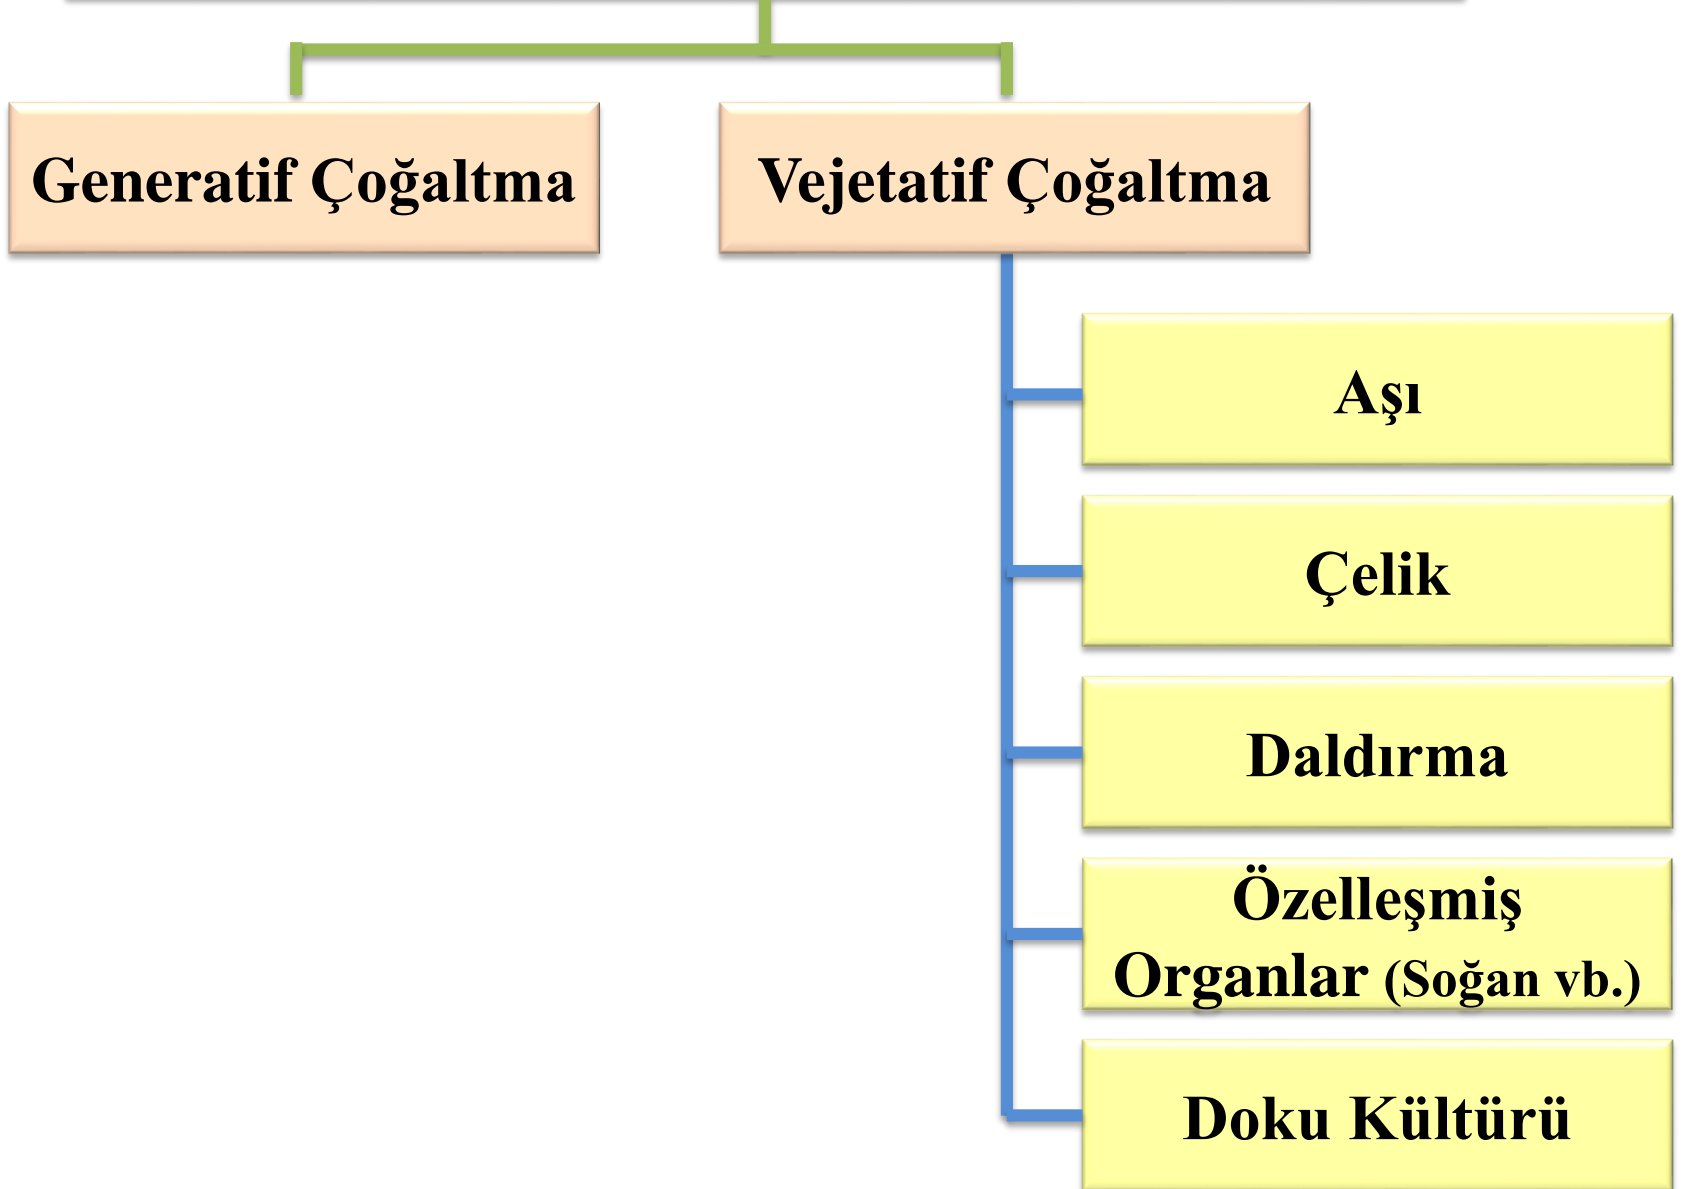 Generatif Çoğaltma
Vejetatif Çoğaltma
Aşı
Çelik
Daldırma
Özelleşmiş
Organlar (Soğan vb.)
Doku Kültürü